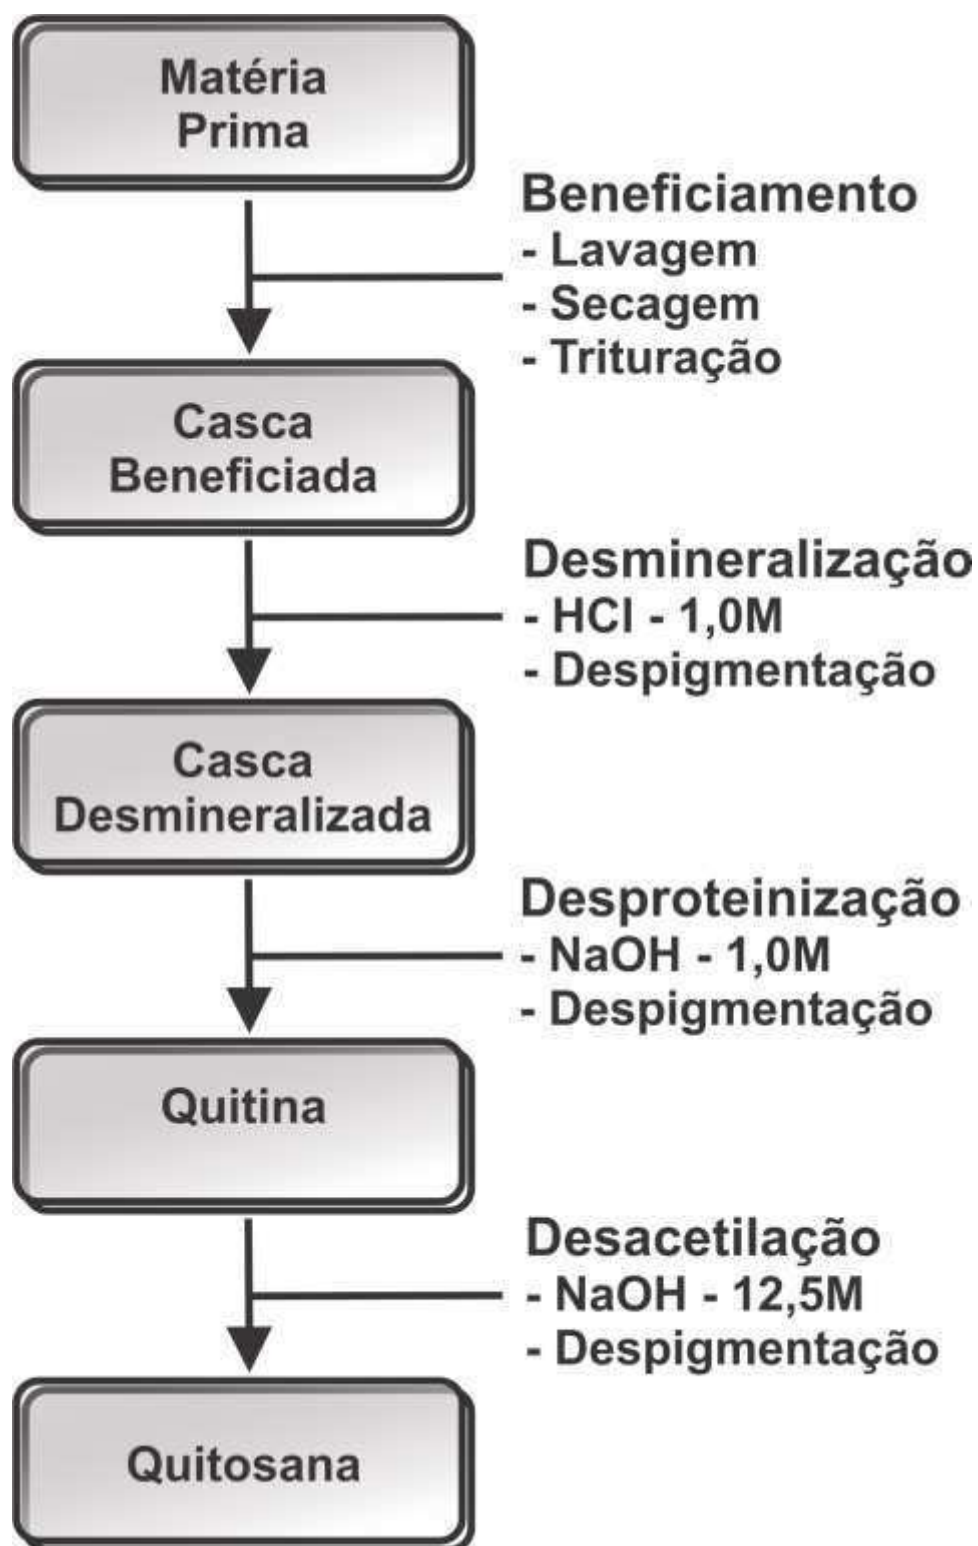 Matéria
Prima
Beneficiamento
- Lavagem
- Secagem
- Trituração
Casca
Beneficiada
Desmineralização
- HCl - 1,0M
- Despigmentação
Casca
Desmineralizada
Desproteinização
- NaOH - 1,0M
- Despigmentação
Quitina
Desacetilação
- NaOH - 12,5M
- Despigmentação
Quitosana